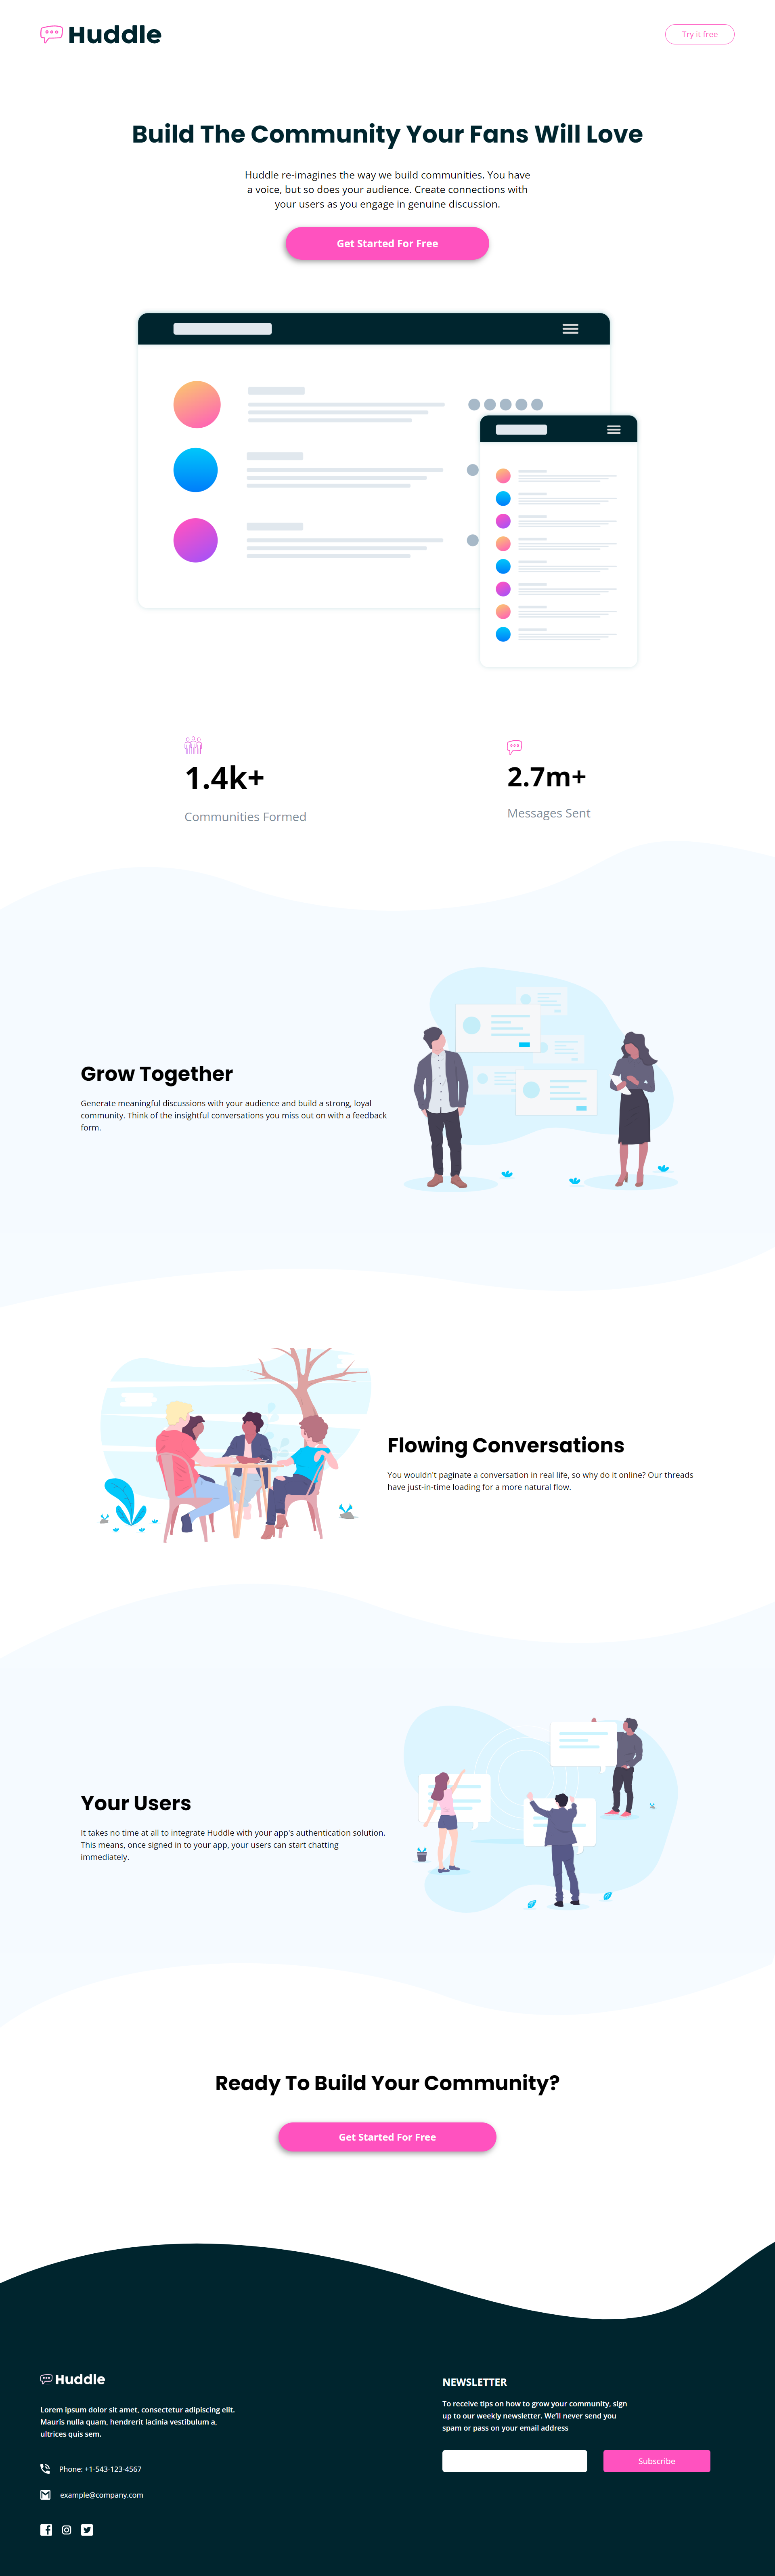 Huddle
Try it free
Build The Community Your Fans Will Love
Huddle re-imagines the way we build communities. You have
a voice, but so does your audience. Create connections with
your users as you engage in genuine discussion.
Get Started For Free
1.4k+
Communities Formed
2.7m+
Messages Sent
Grow Together
Generate meaningful discussions with your audience and build a strong, loyal
community. Think of the insightful conversations you miss out on with a feedback
form.
Flowing Conversations
You wouldn't paginate a conversation in real life, so why do it online? Our threads
have just-in-time loading for a more natural flow.
Your Users
It takes no time at all to integrate Huddle with your app's authentication solution.
This means, once signed in to your app, your users can start chatting
immediately.
Ready To Build Your Community?
Get Started For Free
Huddle
Lorem ipsum dolor sit amet, consectetur adipiscing elit.
Mauris nulla quam, hendrerit lacinia vestibulum a,
ultrices quis sem.
Phone: +1-543-123-4567
example@company.com
NEWSLETTER
To receive tips on how to grow your community, sign
up to our weekly newsletter. We'll never send you
spam or pass on your email address
Subscribe